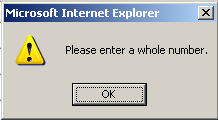 Microsoft Internet Explorer
Please enter a whole number.
OK